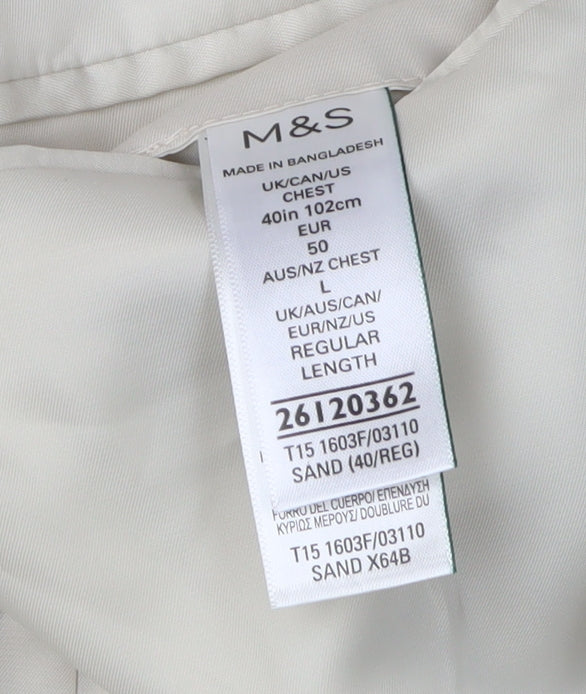 M&S
MADE IN BANGLADESH
UK/CAN/US
CHEST
40in 102cm
EUR
50
AUS/NZ CHEST
L
UK/AUS/CAN/
EUR/NZ/US
REGULAR
LENGTH
26120362
T15 1603F/03110
SAND (40/REG)
FORRO DEL CUERPO/ ΕΠΕΝΔΥΣΗ
ΚΥΡΙΩΣ ΜΕΡΟΥΣ/ DOUBLURE DU
T15 1603F/03110
SAND X64B